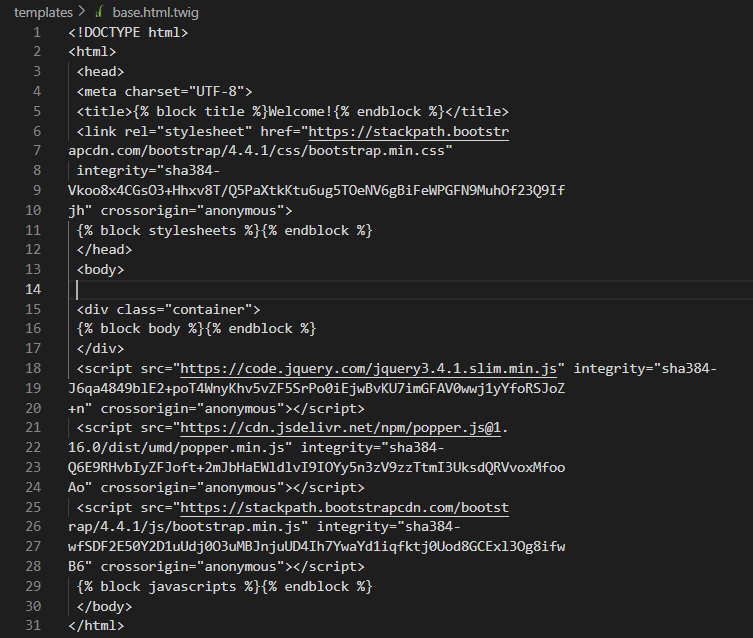 templates > base.html.twig
1 <!DOCTYPE html>
2 <html>
3 <head>
4 <meta charset="UTF-8">
5 <title>{% block title %}Welcome!{% endblock %}</title>
6 <link rel="stylesheet" href="https://stackpath.bootstr
7 apcdn.com/bootstrap/4.4.1/css/bootstrap.min.css"
8 integrity="sha384-
9 Vkoo8x4CGsO3+Hhxv8T/Q5PaXtkKtu6ug5TOeNV6gBiFeWPGFN9MuhOf23Q9If
10 jh" crossorigin="anonymous">
11 {% block stylesheets %}{% endblock %}
12 </head>
13 <body>
14
15 <div class="container">
16 {% block body %}{% endblock %}
17 </div>
18 <script src="https://code.jquery.com/jquery3.4.1.slim.min.js" integrity="sha384-
19 J6qa4849blE2+poT4WnyKhv5vZF5SrPo0iEjwBvKU7imGFAV0wwj1yYfoRSJoZ
20 +n" crossorigin="anonymous"></script>
21 <script src="https://cdn.jsdelivr.net/npm/popper.js@1.
22 16.0/dist/umd/popper.min.js" integrity="sha384-
23 Q6E9RHvbIyZFJoft+2mJbHaEWldlvI9IOYy5n3zV9zzTtmI3UksdQRVvoxMfoo
24 Ao" crossorigin="anonymous"></script>
25 <script src="https://stackpath.bootstrapcdn.com/bootst
26 rap/4.4.1/js/bootstrap.min.js" integrity="sha384-
27 wfSDF2E50Y2D1uUdj0O3uMBJnjuUD4Ih7YwaYd1iqfktj0Uod8GCExl3Og8ifw
28 B6" crossorigin="anonymous"></script>
29 {% block javascripts %}{% endblock %}
30 </body>
31 </html>